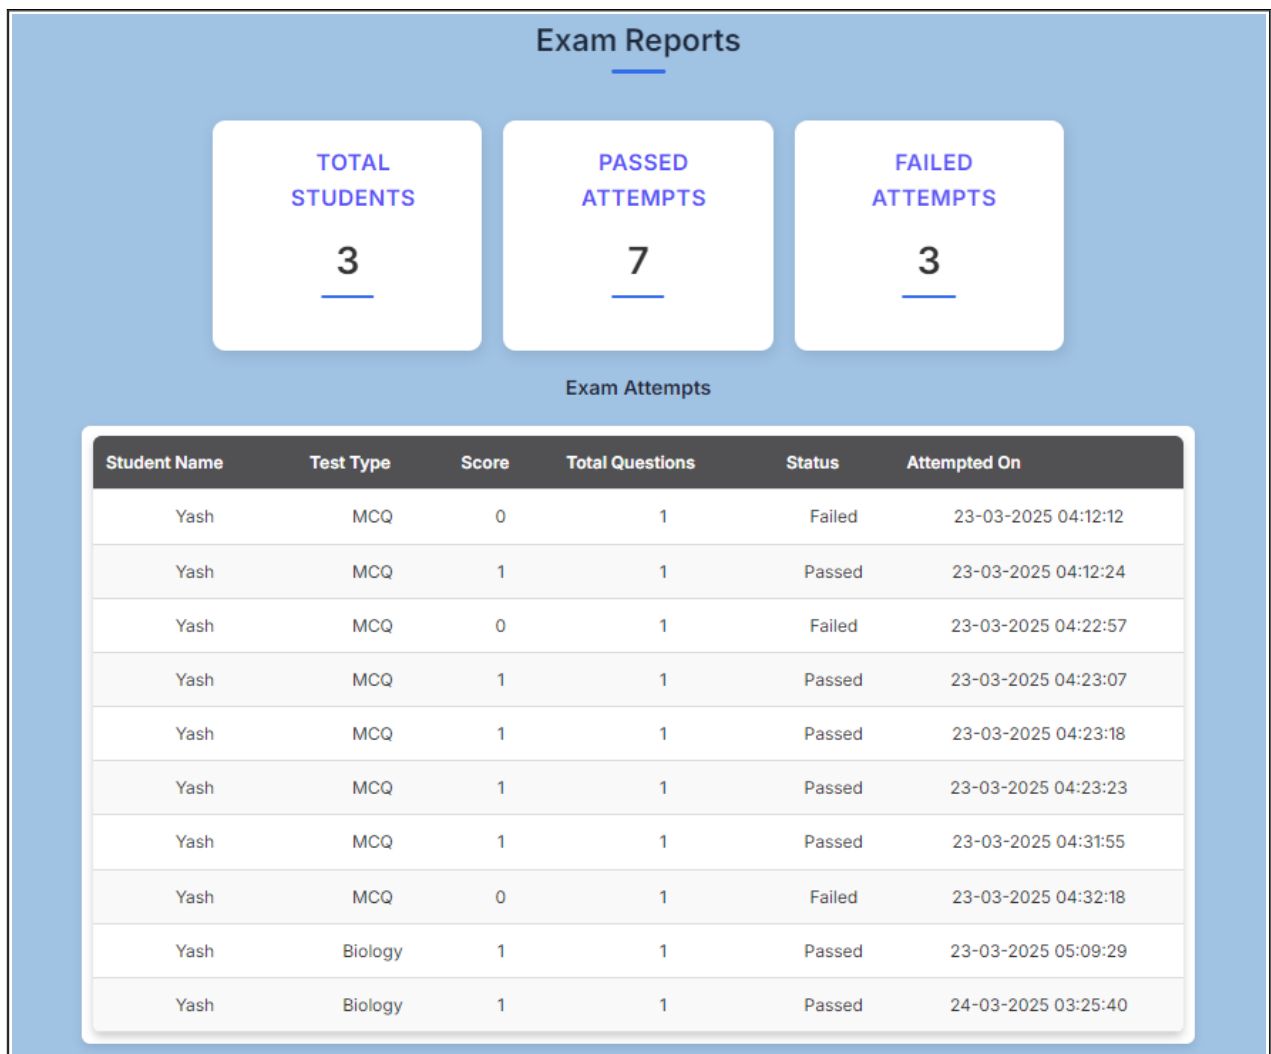 Exam Reports
TOTAL
STUDENTS
3
PASSED
ATTEMPTS
7
FAILED
ATTEMPTS
3
Exam Attempts
Student Name Test Type Score Total Questions Status Attempted On
Yash MCQ 0 1 Failed 23-03-2025 04:12:12
Yash MCQ 1 1 Passed 23-03-2025 04:12:24
Yash MCQ 0 1 Failed 23-03-2025 04:22:57
Yash MCQ 1 1 Passed 23-03-2025 04:23:07
Yash MCQ 1 1 Passed 23-03-2025 04:23:18
Yash MCQ 1 1 Passed 23-03-2025 04:23:23
Yash MCQ 1 1 Passed 23-03-2025 04:31:55
Yash MCQ 0 1 Failed 23-03-2025 04:32:18
Yash Biology 1 1 Passed 23-03-2025 05:09:29
Yash Biology 1 1 Passed 24-03-2025 03:25:40